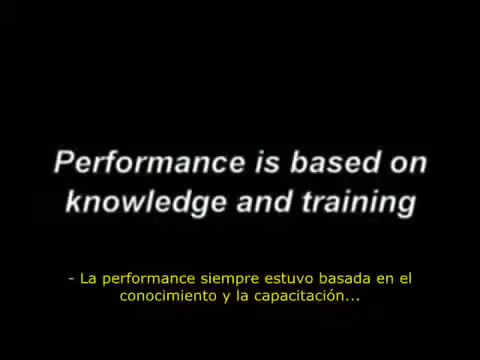 Performance is based on
knowledge and training
- La performance siempre estuvo basada en el
conocimiento y la capacitación...